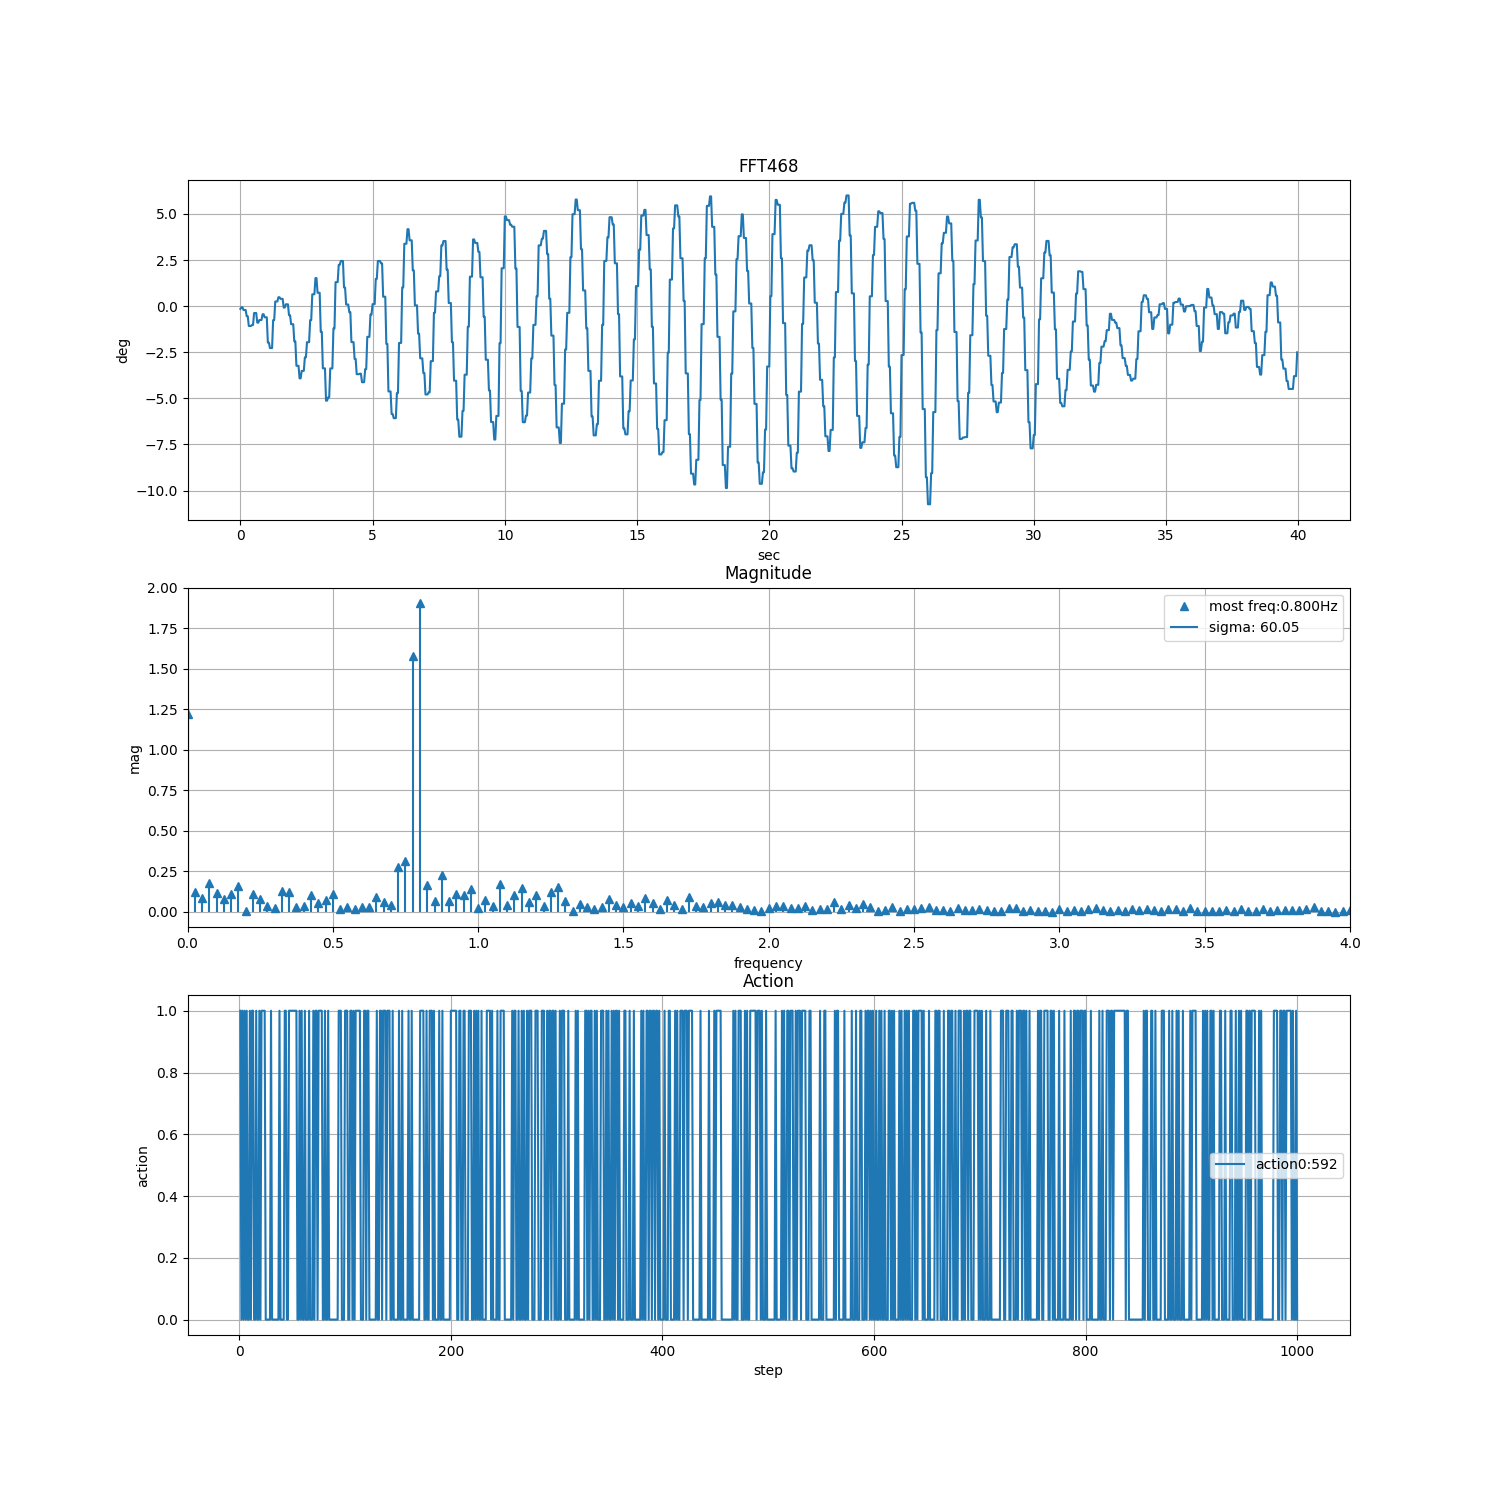 FFT468
5.0
2.5
0.0
−2.5
−5.0
−7.5
−10.0
deg
0 5 10 15 20 25 30 35 40
sec
Magnitude
2.00
1.75
1.50
1.25
1.00
0.75
0.50
0.25
0.00
mag
most freq:0.800Hz
sigma: 60.05
0.0 0.5 1.0 1.5 2.0 2.5 3.0 3.5 4.0
frequency
Action
1.0
0.8
0.6
0.4
0.2
0.0
action
action0:592
0 200 400 600 800 1000
step